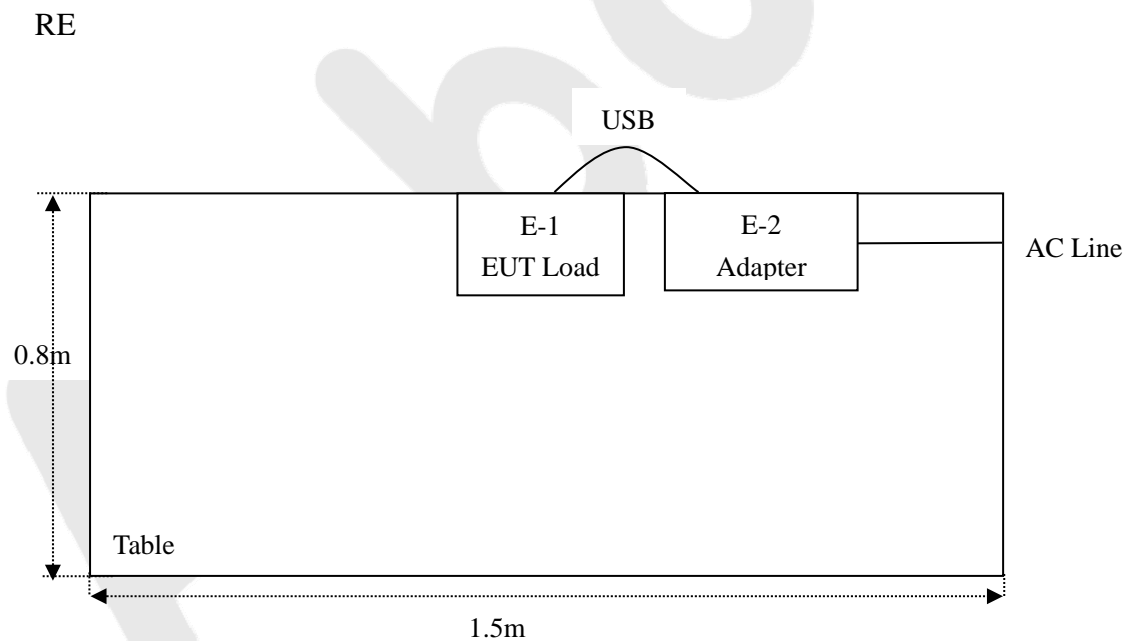 RE
USB
E-1
EUT Load
E-2
Adapter
AC Line
0.8m
Table
1.5m